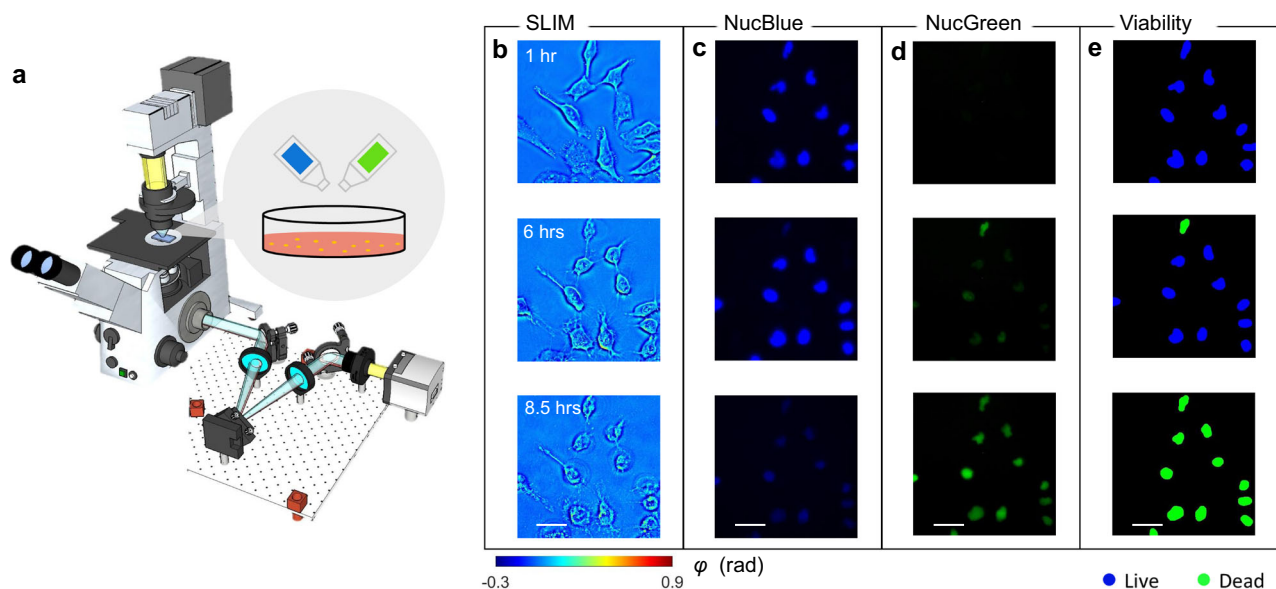 SLIM
NucBlue
NucGreen
Viability
a
b
c
d
e
1 hr
6 hrs
8.5 hrs
-0.3
0.9
φ (rad)
Live
Dead